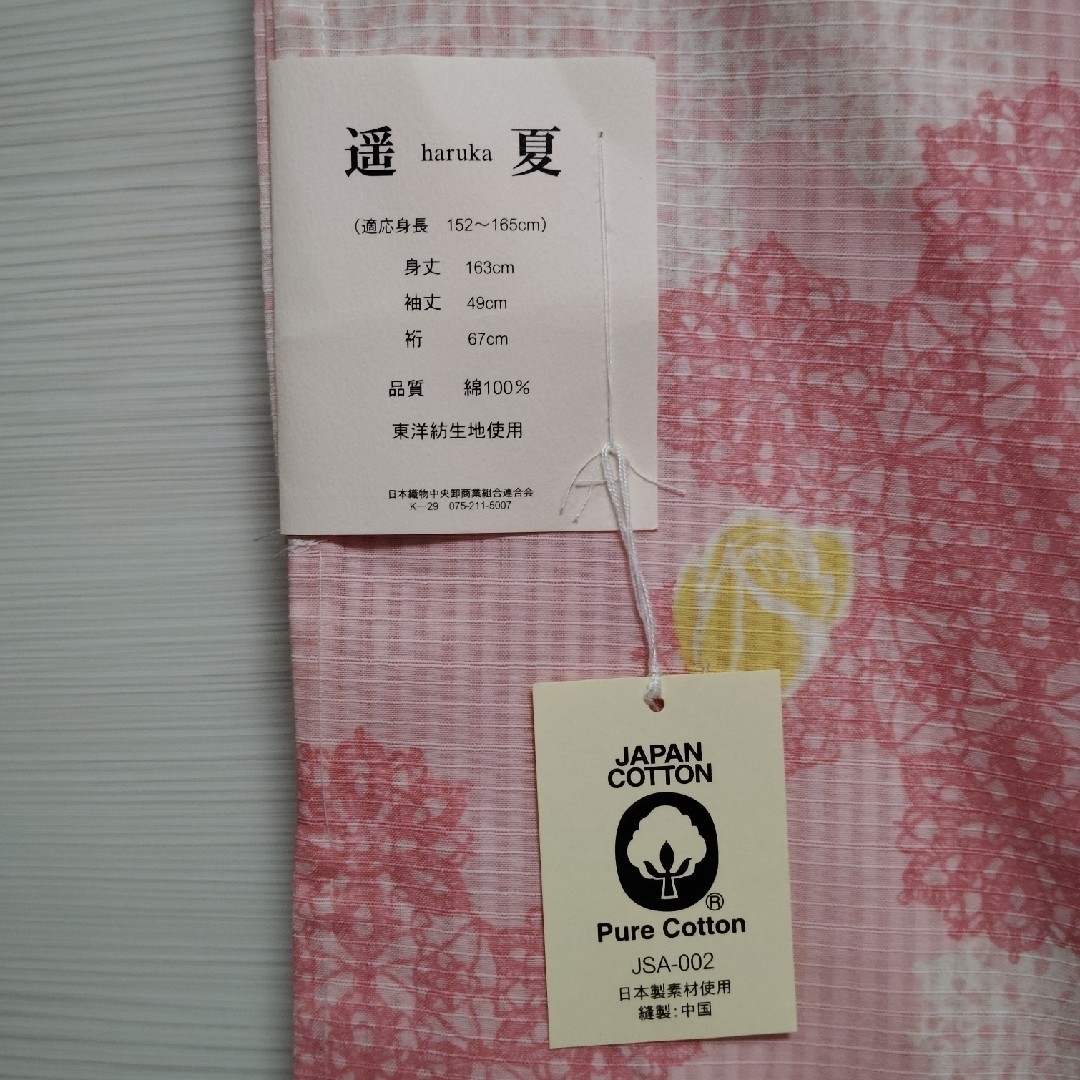 遥 haruka 夏
（適応身長　152〜165cm）
身丈　163cm
袖丈　49cm
裄　67cm
品質　綿100％
東洋紡生地使用
日本織物中央卸商業組合連合会
K－29　075-211-5007
JAPAN
COTTON
®
Pure Cotton
JSA-002
日本製素材使用
縫製：中国